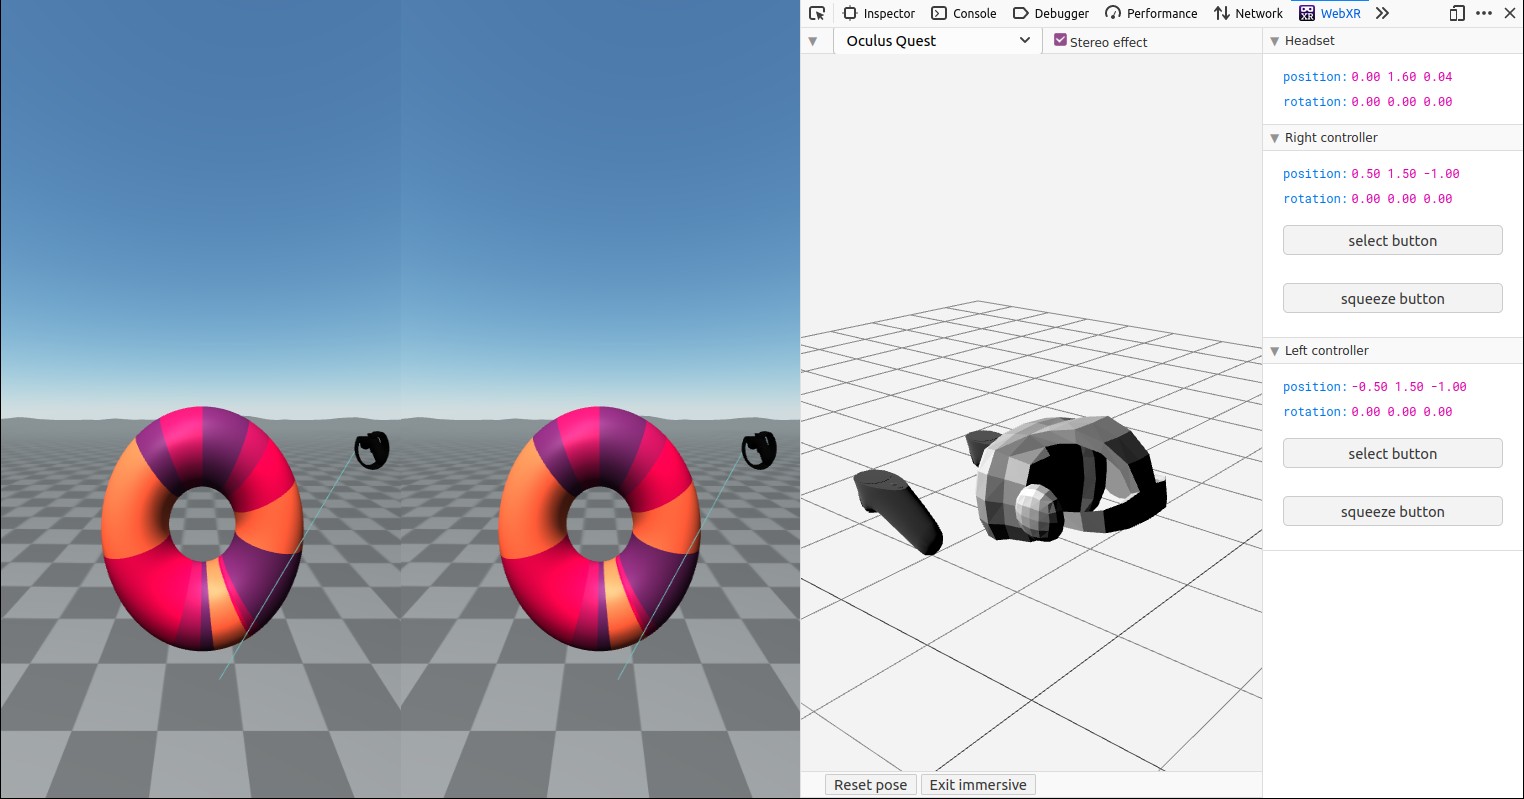 Inspector Console Debugger Performance Network WebXR
Oculus Quest Stereo effect
Headset
position: 0.00 1.60 0.04
rotation: 0.00 0.00 0.00
Right controller
position: 0.50 1.50 -1.00
rotation: 0.00 0.00 0.00
select button
squeeze button
Left controller
position: -0.50 1.50 -1.00
rotation: 0.00 0.00 0.00
select button
squeeze button
Reset pose Exit immersive